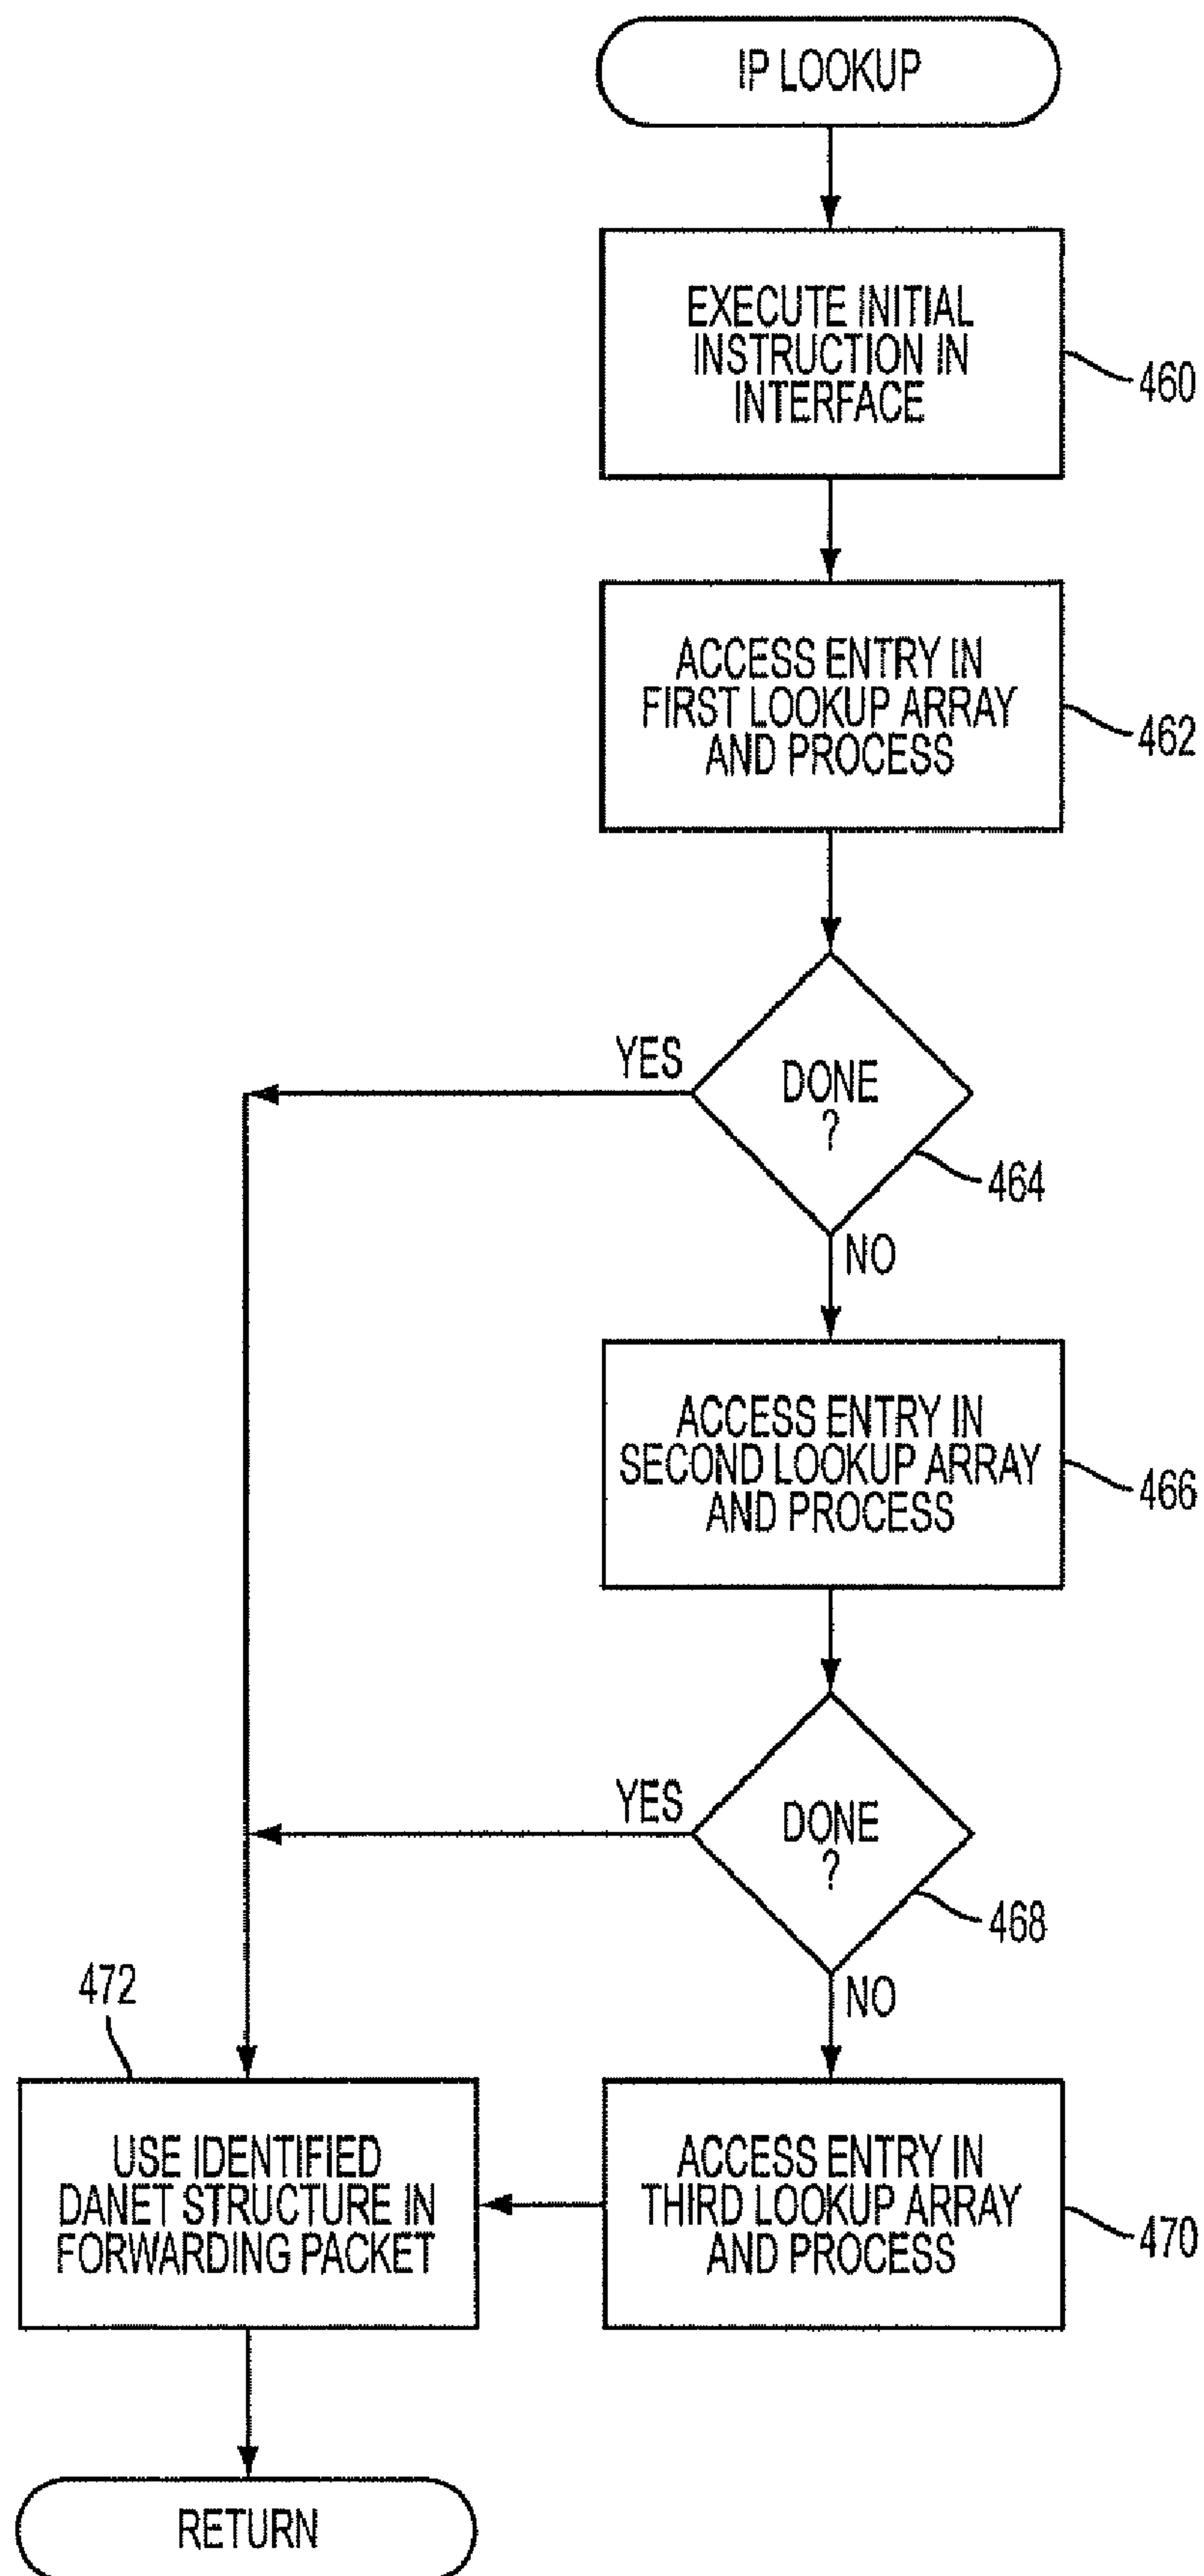 IP LOOKUP
EXECUTE INITIAL
INSTRUCTION IN
INTERFACE
460
ACCESS ENTRY IN
FIRST LOOKUP ARRAY
AND PROCESS
462
YES
DONE
?
464
NO
ACCESS ENTRY IN
SECOND LOOKUP ARRAY
AND PROCESS
466
YES
DONE
?
468
NO
472
USE IDENTIFIED
DANET STRUCTURE IN
FORWARDING PACKET
ACCESS ENTRY IN
THIRD LOOKUP ARRAY
AND PROCESS
470
RETURN